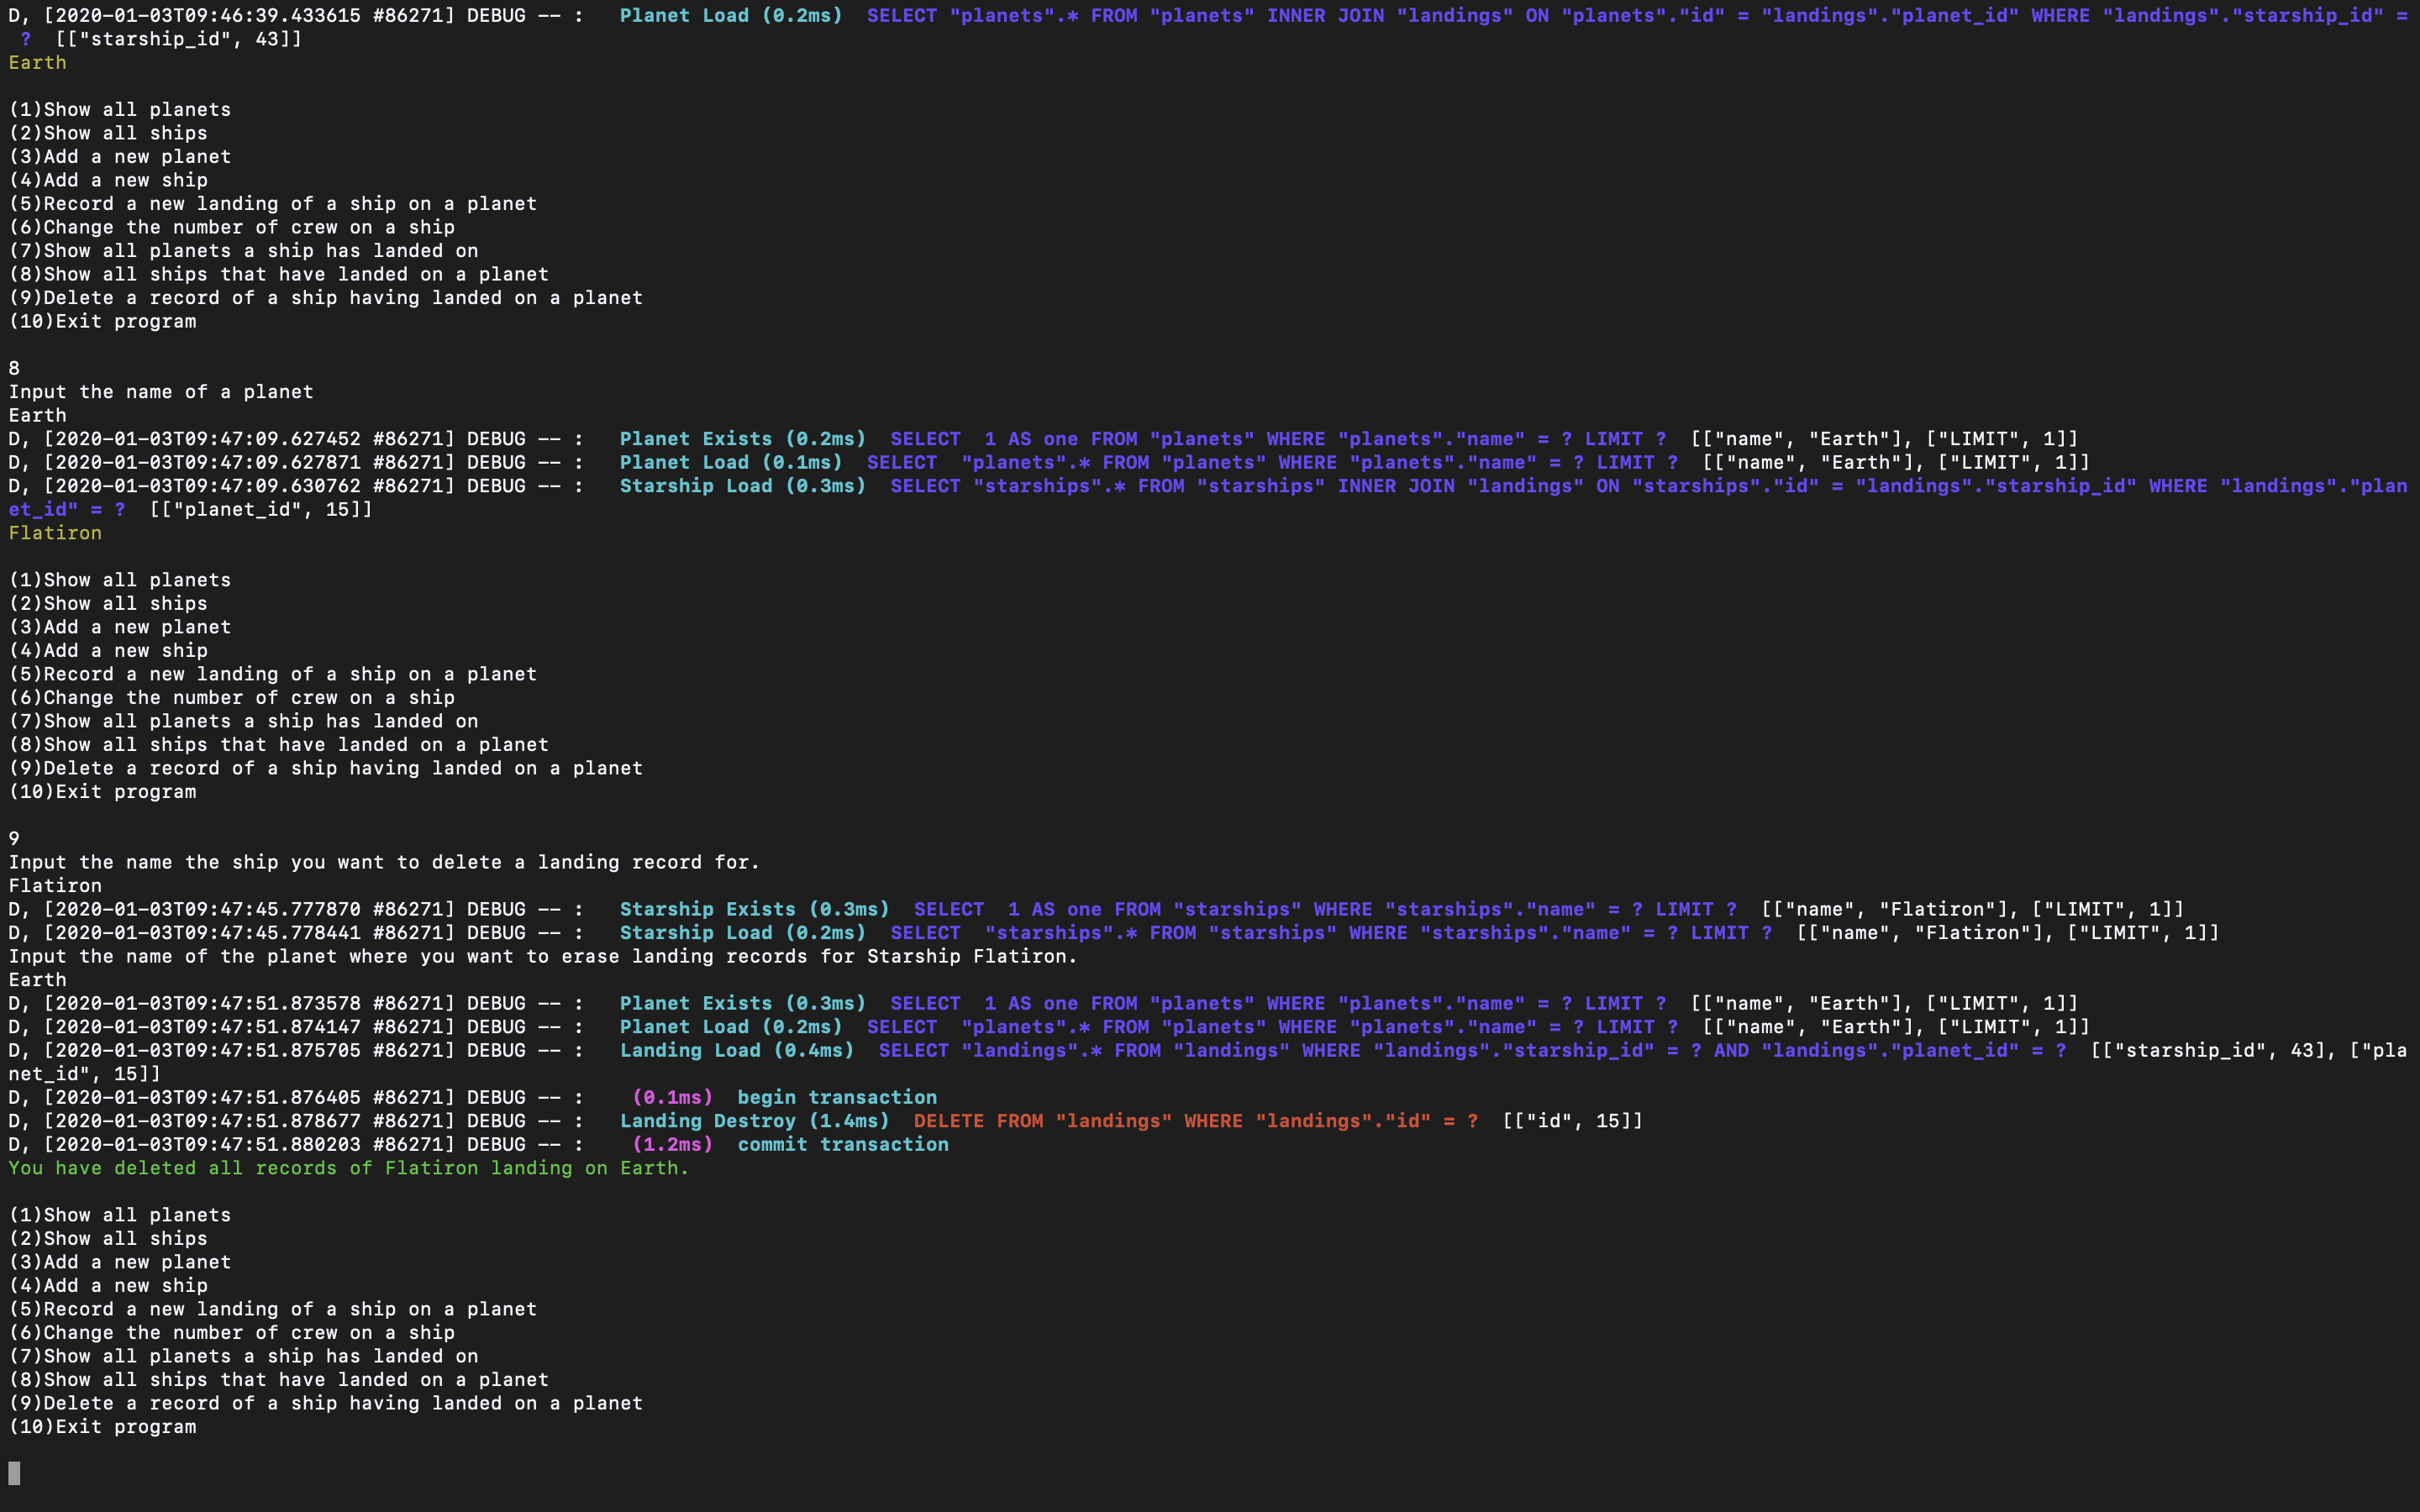 D, [2020-01-03T09:46:39.433615 #86271] DEBUG -- :   Planet Load (0.2ms)  SELECT "planets".* FROM "planets" INNER JOIN "landings" ON "planets"."id" = "landings"."planet_id" WHERE "landings"."starship_id" =
 ?  [["starship_id", 43]]
Earth

(1)Show all planets
(2)Show all ships
(3)Add a new planet
(4)Add a new ship
(5)Record a new landing of a ship on a planet
(6)Change the number of crew on a ship
(7)Show all planets a ship has landed on
(8)Show all ships that have landed on a planet
(9)Delete a record of a ship having landed on a planet
(10)Exit program

8
Input the name of a planet
Earth
D, [2020-01-03T09:47:09.627452 #86271] DEBUG -- :   Planet Exists (0.2ms)  SELECT  1 AS one FROM "planets" WHERE "planets"."name" = ? LIMIT ?  [["name", "Earth"], ["LIMIT", 1]]
D, [2020-01-03T09:47:09.627871 #86271] DEBUG -- :   Planet Load (0.1ms)  SELECT  "planets".* FROM "planets" WHERE "planets"."name" = ? LIMIT ?  [["name", "Earth"], ["LIMIT", 1]]
D, [2020-01-03T09:47:09.630762 #86271] DEBUG -- :   Starship Load (0.3ms)  SELECT "starships".* FROM "starships" INNER JOIN "landings" ON "starships"."id" = "landings"."starship_id" WHERE "landings"."plan
et_id" = ?  [["planet_id", 15]]
Flatiron

(1)Show all planets
(2)Show all ships
(3)Add a new planet
(4)Add a new ship
(5)Record a new landing of a ship on a planet
(6)Change the number of crew on a ship
(7)Show all planets a ship has landed on
(8)Show all ships that have landed on a planet
(9)Delete a record of a ship having landed on a planet
(10)Exit program

9
Input the name the ship you want to delete a landing record for.
Flatiron
D, [2020-01-03T09:47:45.777870 #86271] DEBUG -- :   Starship Exists (0.3ms)  SELECT  1 AS one FROM "starships" WHERE "starships"."name" = ? LIMIT ?  [["name", "Flatiron"], ["LIMIT", 1]]
D, [2020-01-03T09:47:45.778441 #86271] DEBUG -- :   Starship Load (0.2ms)  SELECT  "starships".* FROM "starships" WHERE "starships"."name" = ? LIMIT ?  [["name", "Flatiron"], ["LIMIT", 1]]
Input the name of the planet where you want to erase landing records for Starship Flatiron.
Earth
D, [2020-01-03T09:47:51.873578 #86271] DEBUG -- :   Planet Exists (0.3ms)  SELECT  1 AS one FROM "planets" WHERE "planets"."name" = ? LIMIT ?  [["name", "Earth"], ["LIMIT", 1]]
D, [2020-01-03T09:47:51.874147 #86271] DEBUG -- :   Planet Load (0.2ms)  SELECT  "planets".* FROM "planets" WHERE "planets"."name" = ? LIMIT ?  [["name", "Earth"], ["LIMIT", 1]]
D, [2020-01-03T09:47:51.875705 #86271] DEBUG -- :   Landing Load (0.4ms)  SELECT "landings".* FROM "landings" WHERE "landings"."starship_id" = ? AND "landings"."planet_id" = ?  [["starship_id", 43], ["pla
net_id", 15]]
D, [2020-01-03T09:47:51.876405 #86271] DEBUG -- :    (0.1ms)  begin transaction
D, [2020-01-03T09:47:51.878677 #86271] DEBUG -- :   Landing Destroy (1.4ms)  DELETE FROM "landings" WHERE "landings"."id" = ?  [["id", 15]]
D, [2020-01-03T09:47:51.880203 #86271] DEBUG -- :    (1.2ms)  commit transaction
You have deleted all records of Flatiron landing on Earth.

(1)Show all planets
(2)Show all ships
(3)Add a new planet
(4)Add a new ship
(5)Record a new landing of a ship on a planet
(6)Change the number of crew on a ship
(7)Show all planets a ship has landed on
(8)Show all ships that have landed on a planet
(9)Delete a record of a ship having landed on a planet
(10)Exit program